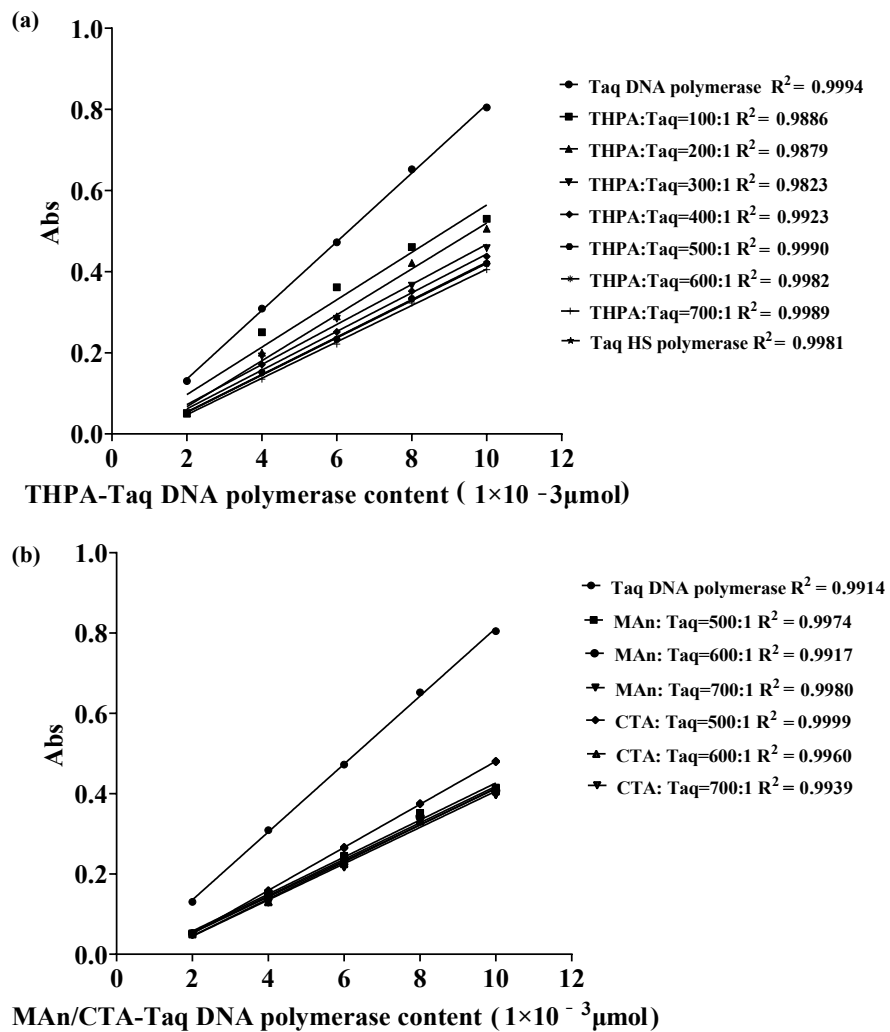 (a)
1.0
0.8
0.6
0.4
0.2
0.0
Abs
0 2 4 6 8 10 12
THPA-Taq DNA polymerase content ( 1×10 -3μmol)
Taq DNA polymerase R² = 0.9994
THPA:Taq=100:1 R² = 0.9886
THPA:Taq=200:1 R² = 0.9879
THPA:Taq=300:1 R² = 0.9823
THPA:Taq=400:1 R² = 0.9923
THPA:Taq=500:1 R² = 0.9990
THPA:Taq=600:1 R² = 0.9982
THPA:Taq=700:1 R² = 0.9989
Taq HS polymerase R² = 0.9981
(b)
1.0
0.8
0.6
0.4
0.2
0.0
Abs
0 2 4 6 8 10 12
MAn/CTA-Taq DNA polymerase content (1×10 - 3μmol)
Taq DNA polymerase R² = 0.9914
MAn: Taq=500:1 R² = 0.9974
MAn: Taq=600:1 R² = 0.9917
MAn: Taq=700:1 R² = 0.9980
CTA: Taq=500:1 R² = 0.9999
CTA: Taq=600:1 R² = 0.9960
CTA: Taq=700:1 R² = 0.9939